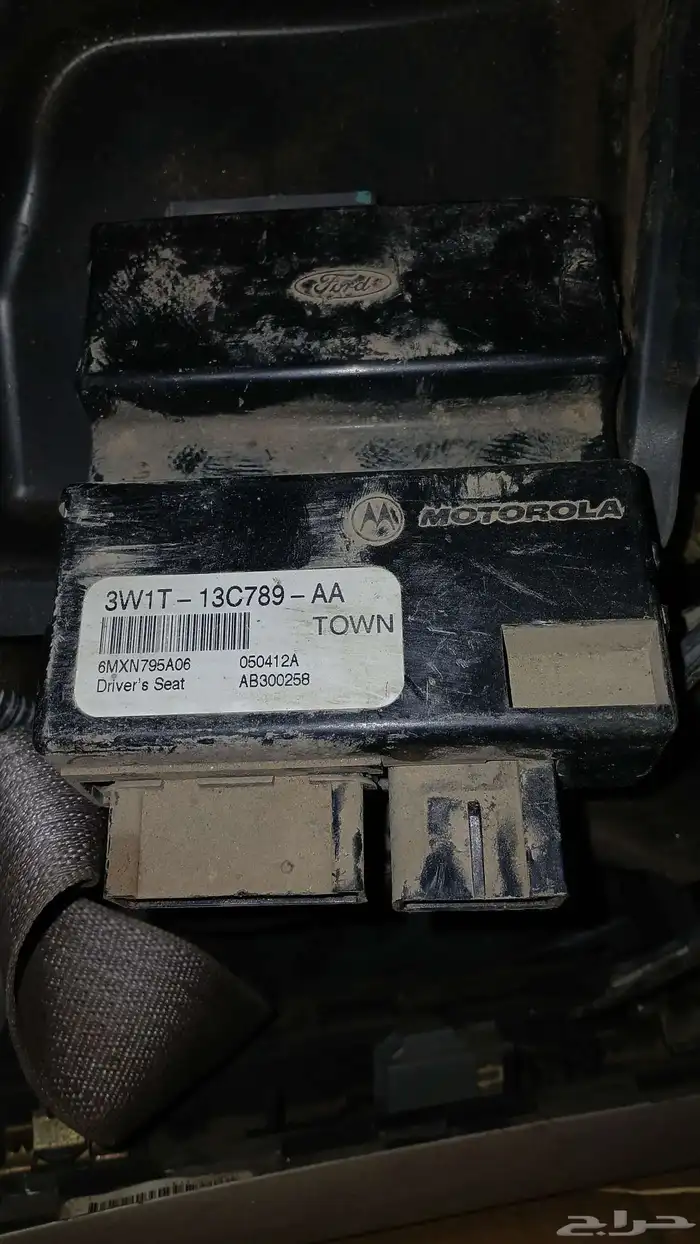 Ford
MOTOROLA
3W1T - 13C789 - AA
TOWN
6MXN795A06 050412A
Driver's Seat AB300258
حراج